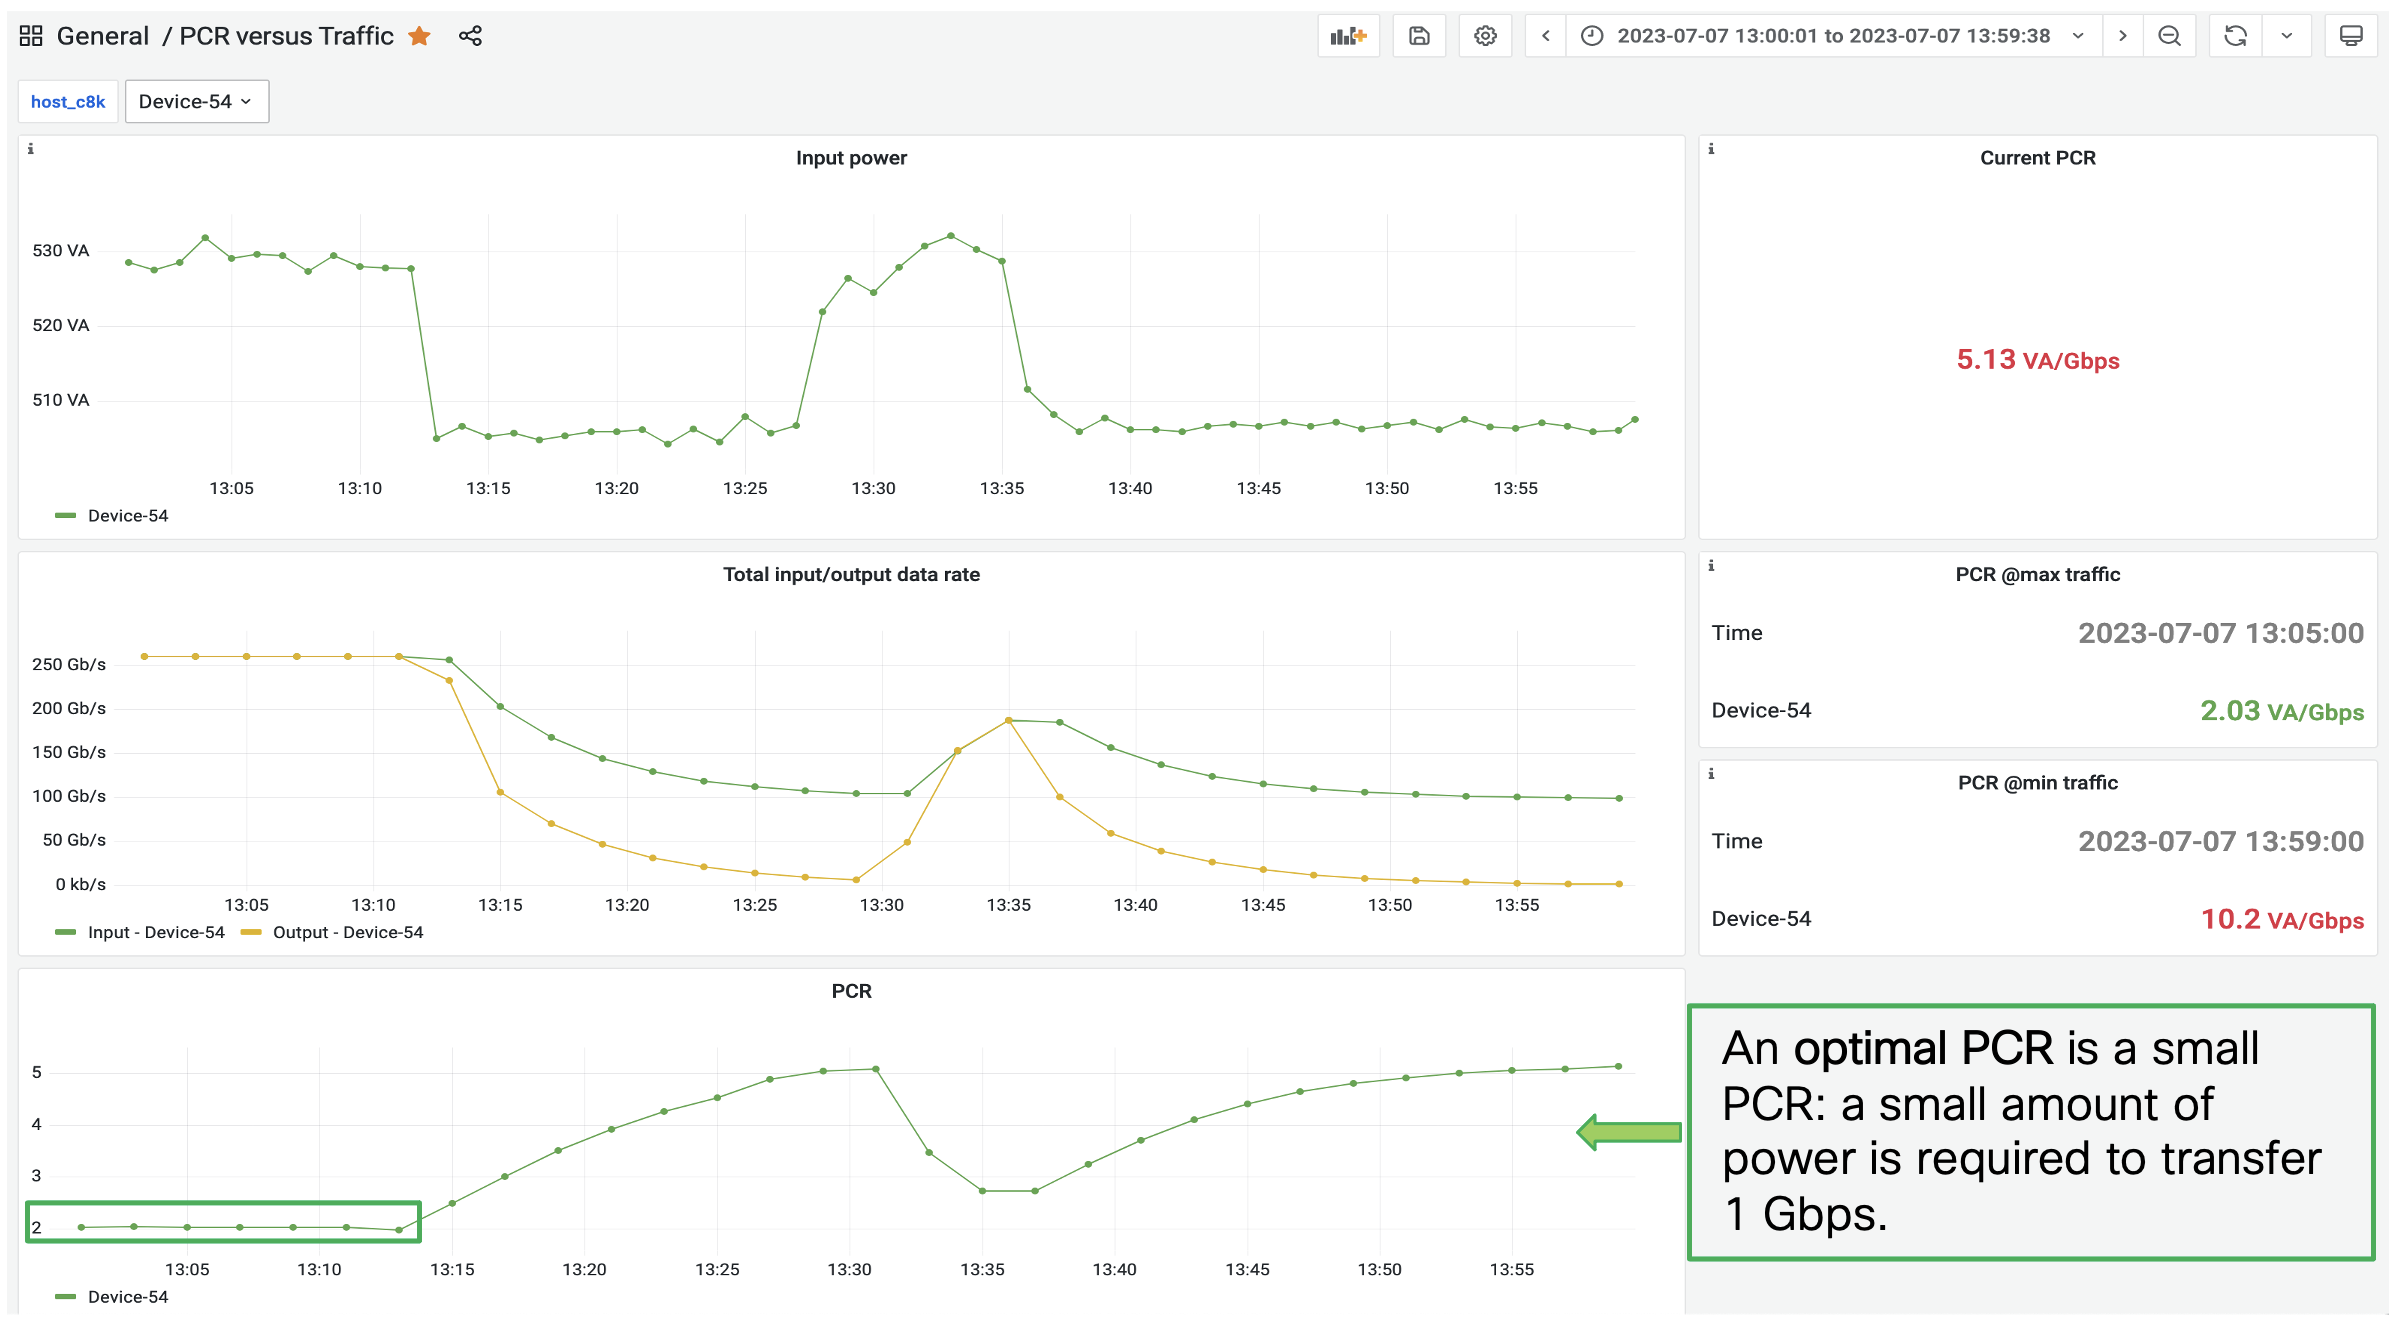 General / PCR versus Traffic
2023-07-07 13:00:01 to 2023-07-07 13:59:38
host_c8k
Device-54
Input power
530 VA
520 VA
510 VA
13:05 13:10 13:15 13:20 13:25 13:30 13:35 13:40 13:45 13:50 13:55
Device-54
Current PCR
5.13 VA/Gbps
Total input/output data rate
250 Gb/s
200 Gb/s
150 Gb/s
100 Gb/s
50 Gb/s
0 kb/s
13:05 13:10 13:15 13:20 13:25 13:30 13:35 13:40 13:45 13:50 13:55
Input - Device-54 Output - Device-54
PCR @max traffic
Time 2023-07-07 13:05:00
Device-54 2.03 VA/Gbps
PCR @min traffic
Time 2023-07-07 13:59:00
Device-54 10.2 VA/Gbps
PCR
5
4
3
2
13:05 13:10 13:15 13:20 13:25 13:30 13:35 13:40 13:45 13:50 13:55
Device-54
An optimal PCR is a small
PCR: a small amount of
power is required to transfer
1 Gbps.